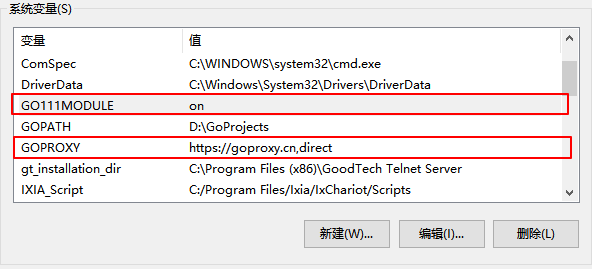 系统变量(S)
变量 值
ComSpec C:\WINDOWS\system32\cmd.exe
DriverData C:\Windows\System32\Drivers\DriverData
GO111MODULE on
GOPATH D:\GoProjects
GOPROXY https://goproxy.cn,direct
gt_installation_dir C:\Program Files (x86)\GoodTech Telnet Server
IXIA_Script C:/Program Files/Ixia/IxChariot/Scripts
新建(W)... 编辑(I)... 删除(L)